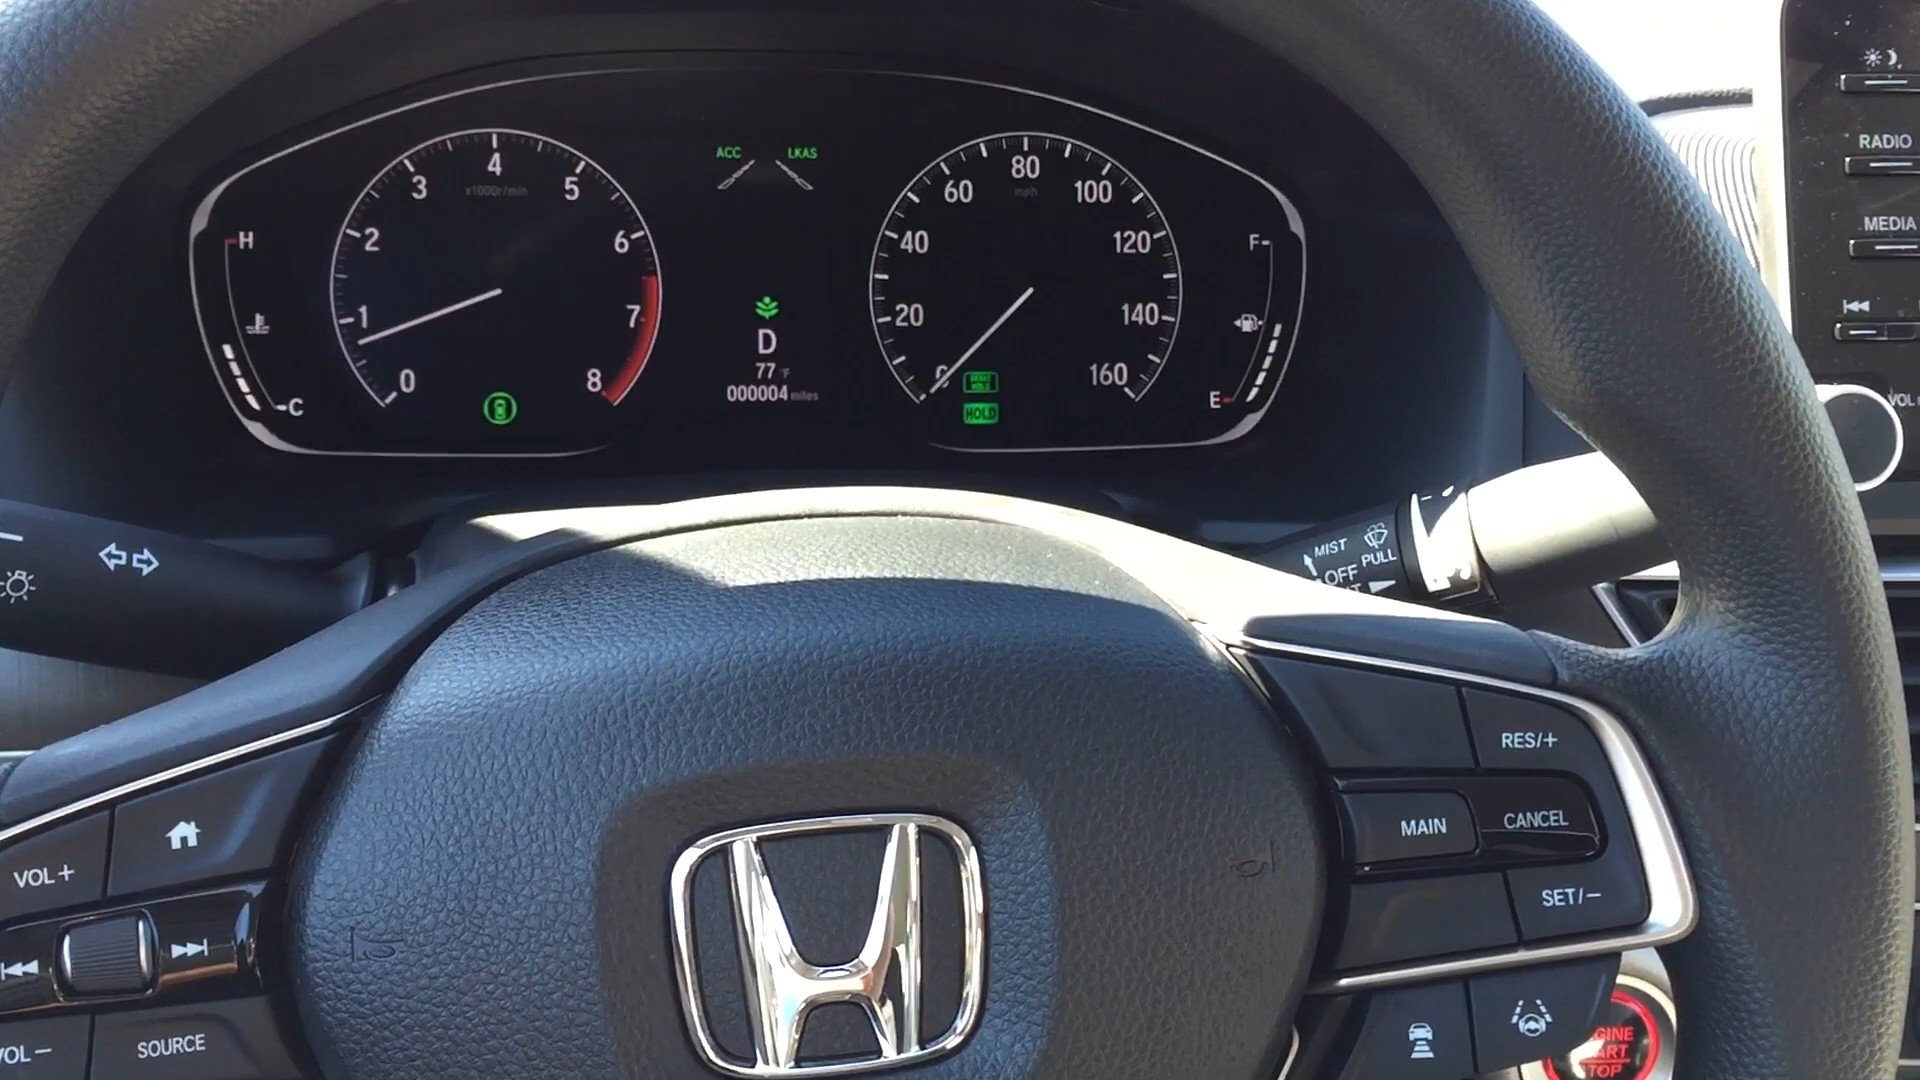 ACC LKAS
H
C
0
1
2
3
4
5
6
7
8
x1000r/min
D
77 °F
000004 miles
20
40
60
80
100
120
140
160
mph
BRAKE
HOLD
HOLD
F
E
RADIO
MEDIA
VOL
MIST
OFF
PULL
RES/+
MAIN
CANCEL
SET/−
VOL+
VOL−
SOURCE